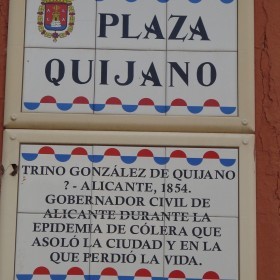 PLAZA
QUIJANO
TRINO GONZÁLEZ DE QUIJANO
? - ALICANTE, 1854.
GOBERNADOR CIVIL DE
ALICANTE DURANTE LA
EPIDEMIA DE CÓLERA QUE
ASOLÓ LA CIUDAD Y EN LA
QUE PERDIÓ LA VIDA.